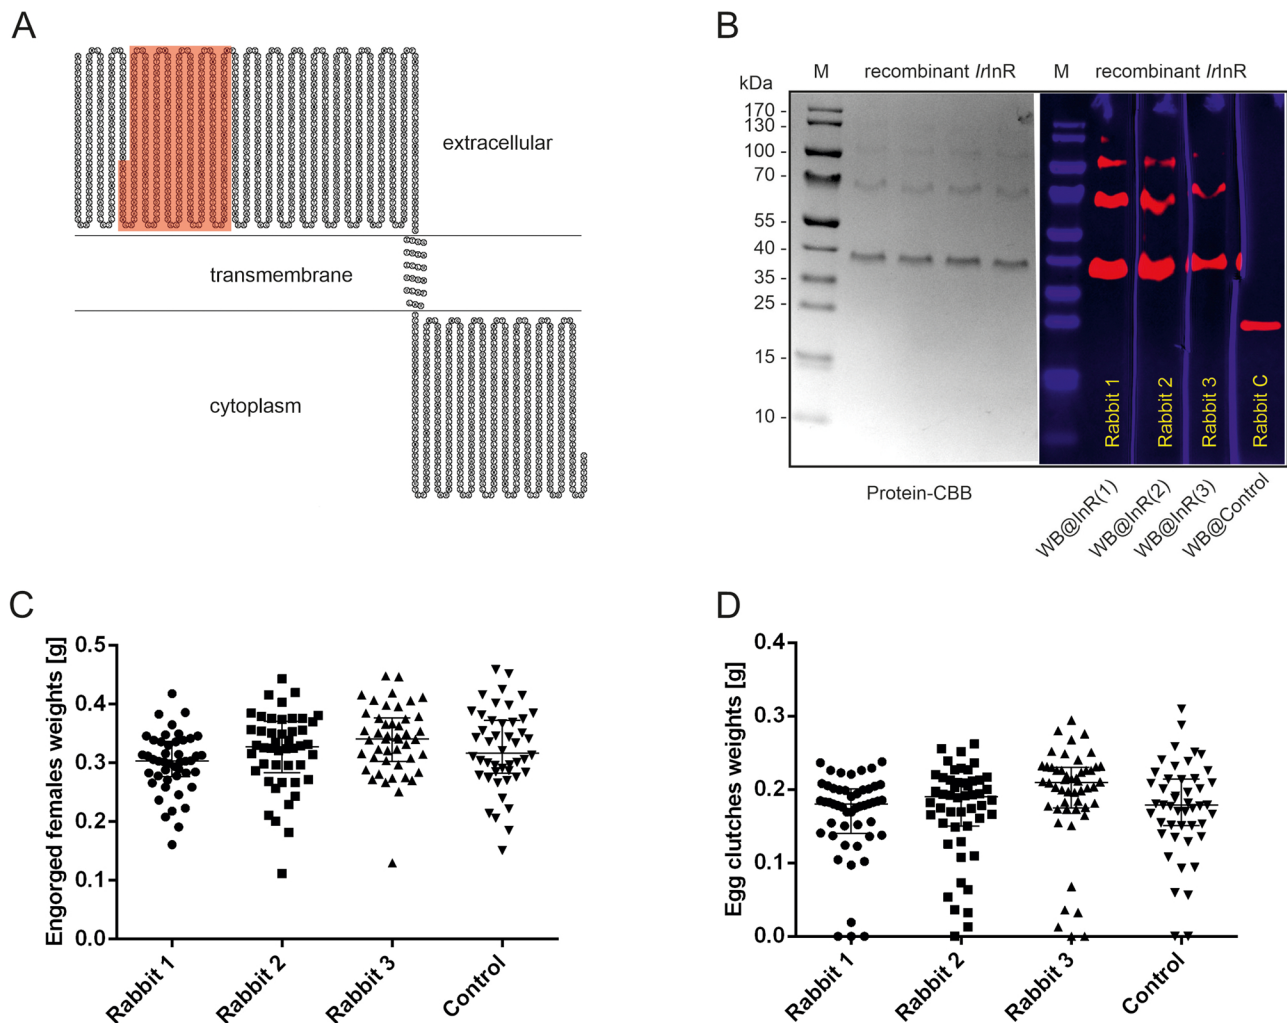 A
extracellular
transmembrane
cytoplasm
B
kDa
M
recombinant IrInR
M
recombinant IrInR
170 -
130 -
100 -
70 -
55 -
40 -
35 -
25 -
15 -
10 -
Rabbit 1
Rabbit 2
Rabbit 3
Rabbit C
Protein-CBB
WB@InR(1)
WB@InR(2)
WB@InR(3)
WB@Control
C
Engorged females weights [g]
0.5
0.4
0.3
0.2
0.1
0.0
Rabbit 1
Rabbit 2
Rabbit 3
Control
D
Egg clutches weights [g]
0.4
0.3
0.2
0.1
0.0
Rabbit 1
Rabbit 2
Rabbit 3
Control